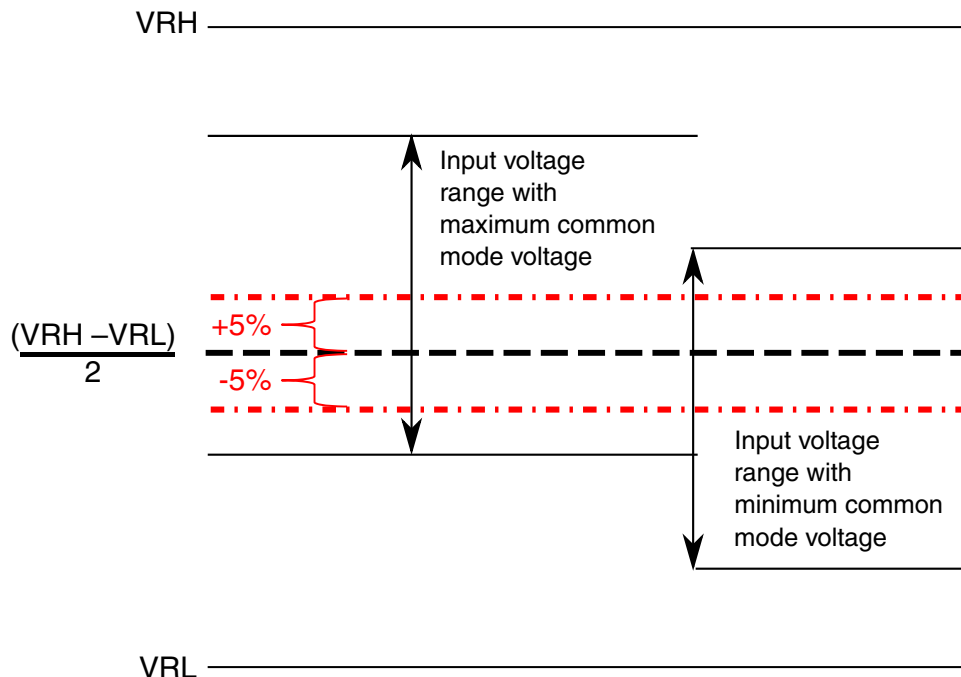 VRH
Input voltage
range with
maximum common
mode voltage
+5%
(VRH –VRL)
2
-5%
Input voltage
range with
minimum common
mode voltage
VRL